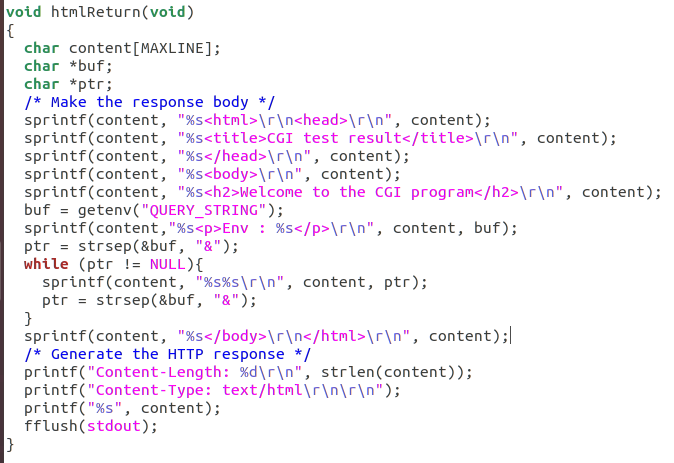 void htmlReturn(void)
{
  char content[MAXLINE];
  char *buf;
  char *ptr;
  /* Make the response body */
  sprintf(content, "%s<html>\r\n<head>\r\n", content);
  sprintf(content, "%s<title>CGI test result</title>\r\n", content);
  sprintf(content, "%s</head>\r\n", content);
  sprintf(content, "%s<body>\r\n", content);
  sprintf(content, "%s<h2>Welcome to the CGI program</h2>\r\n", content);
  buf = getenv("QUERY_STRING");
  sprintf(content,"%s<p>Env : %s</p>\r\n", content, buf);
  ptr = strsep(&buf, "&");
  while (ptr != NULL){
    sprintf(content, "%s%s\r\n", content, ptr);
    ptr = strsep(&buf, "&");
  }
  sprintf(content, "%s</body>\r\n</html>\r\n", content);
  /* Generate the HTTP response */
  printf("Content-Length: %d\r\n", strlen(content));
  printf("Content-Type: text/html\r\n\r\n");
  printf("%s", content);
  fflush(stdout);
}